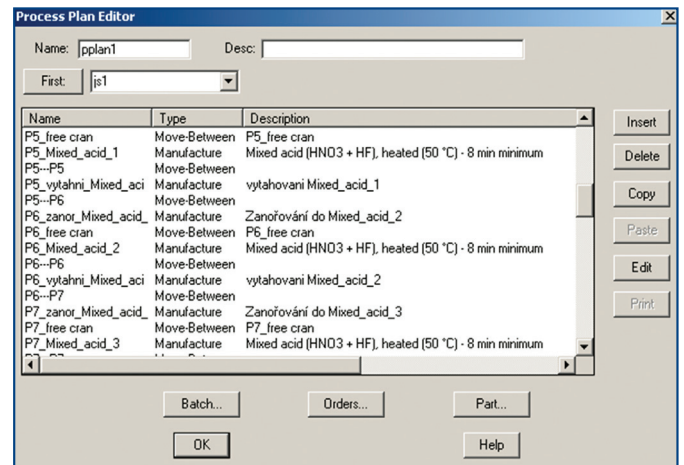 Process Plan Editor
Name: pplan1 Desc:
First: js1
Name Type Description
P5_free cran Move-Between P5_free cran
P5_Mixed_acid_1 Manufacture Mixed acid (HNO3 + HF), heated (50 °C) - 8 min minimum
P5---P5 Move-Between
P5_vytahni_Mixed_aci Manufacture vytahovani Mixed_acid_1
P5---P6 Move-Between
P6_zanor_Mixed_acid_ Manufacture Zanořování do Mixed_acid_2
P6_free cran Move-Between P6_free cran
P6_Mixed_acid_2 Manufacture Mixed acid (HNO3 + HF), heated (50 °C) - 8 min minimum
P6---P6 Move-Between
P6_vytahni_Mixed_aci Manufacture vytahovani Mixed_acid_2
P6---P7 Move-Between
P7_zanor_Mixed_acid_ Manufacture Zanořování do Mixed_acid_3
P7_free cran Move-Between P7_free cran
P7_Mixed_acid_3 Manufacture Mixed acid (HNO3 + HF), heated (50 °C) - 8 min minimum
Insert
Delete
Copy
Paste
Edit
Print
Batch... Orders... Part...
OK Help